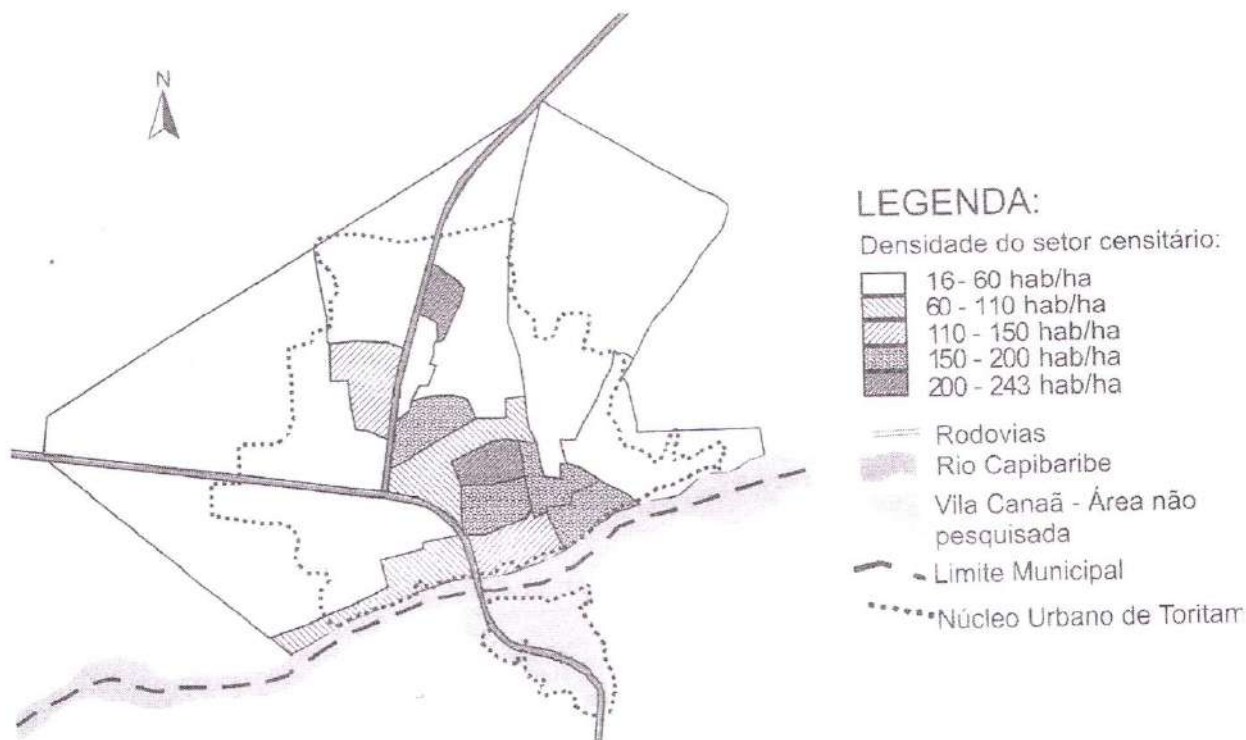 N
LEGENDA:
Densidade do setor censitário:
16 - 60 hab/ha
60 - 110 hab/ha
110 - 150 hab/ha
150 - 200 hab/ha
200 - 243 hab/ha
Rodovias
Rio Capibaribe
Vila Canaã - Área não
pesquisada
Limite Municipal
Núcleo Urbano de Toritam